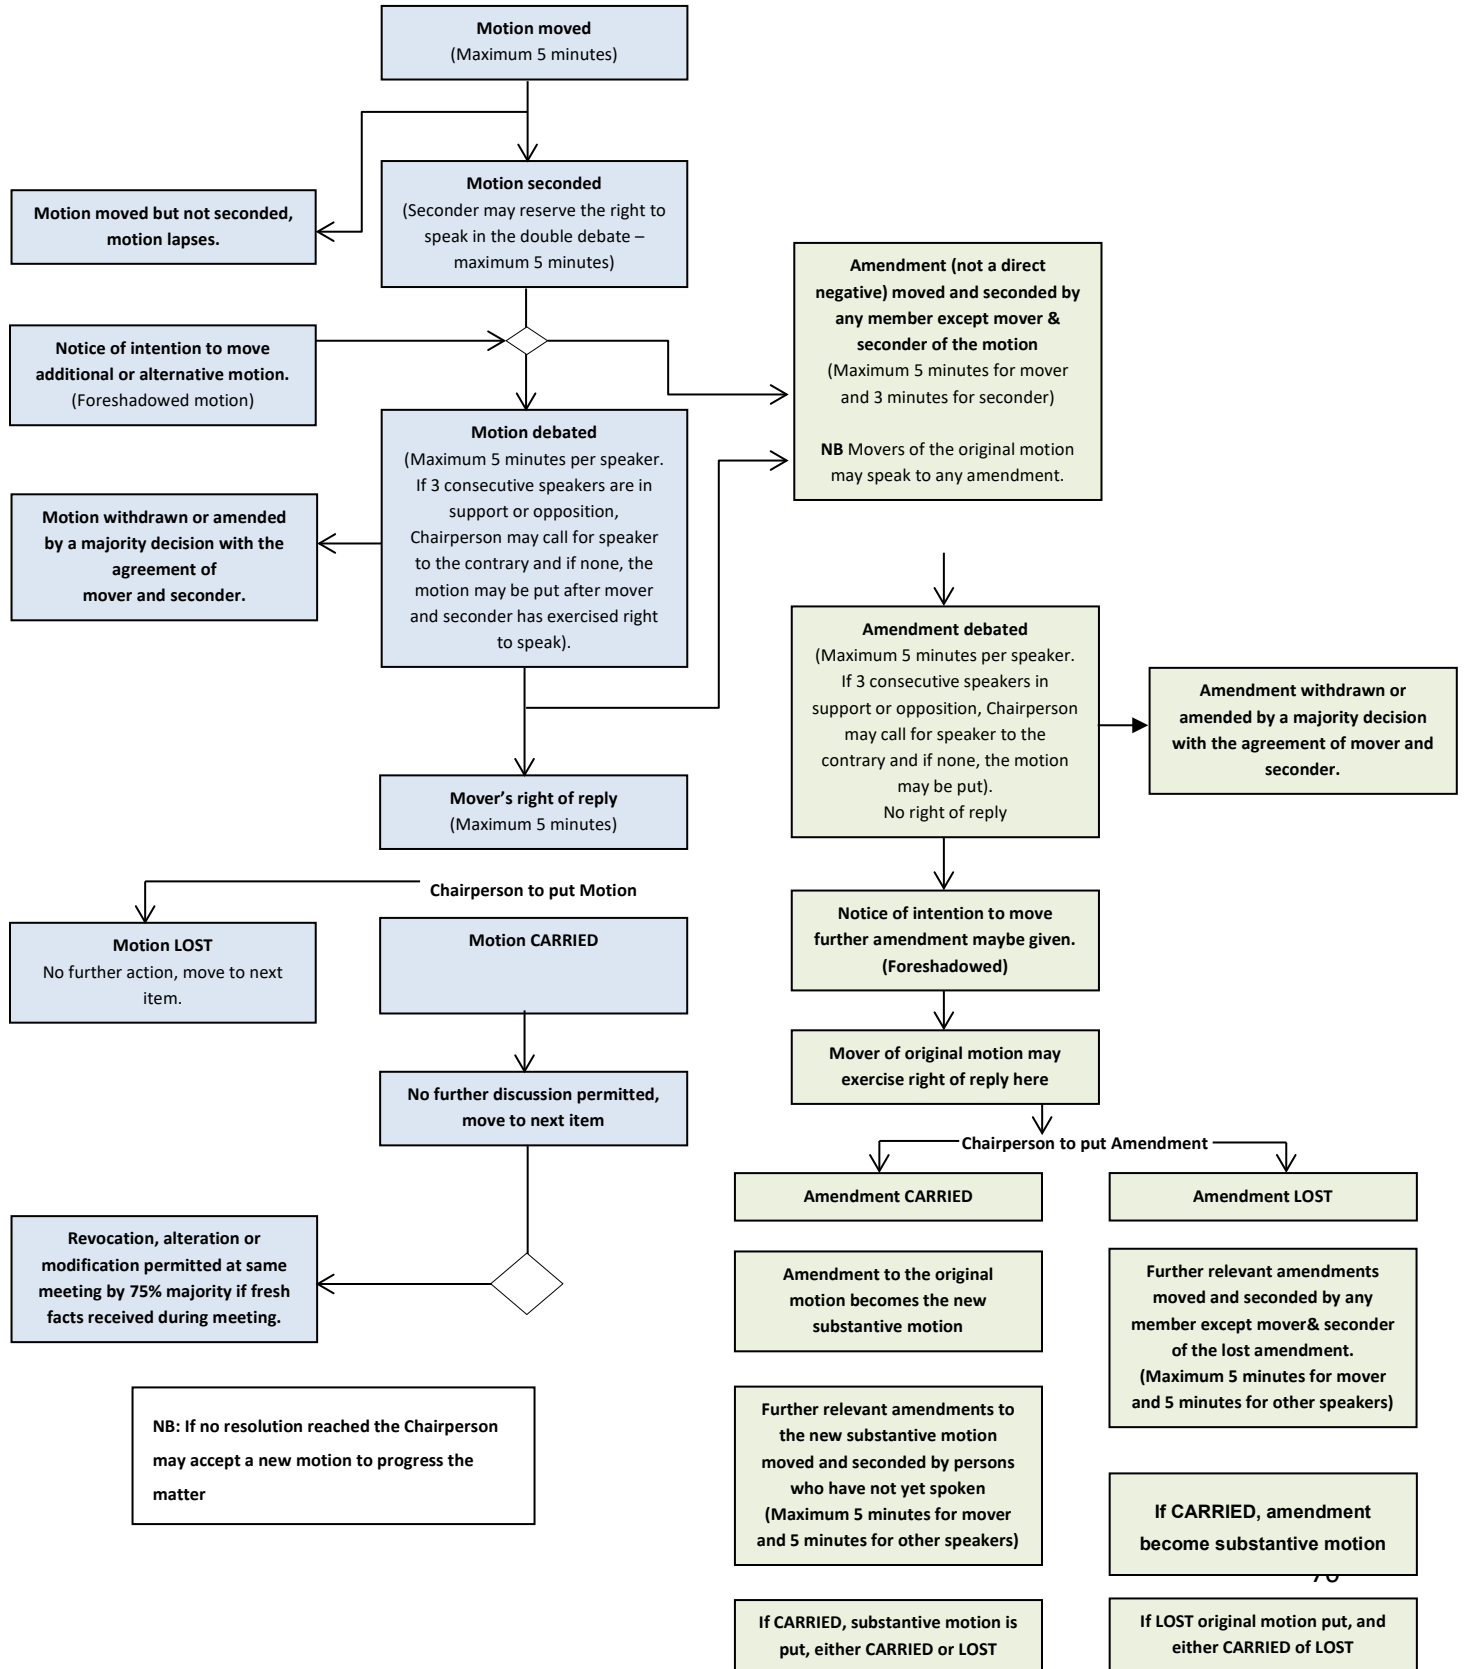 Motion moved
(Maximum 5 minutes)
Motion seconded
(Seconder may reserve the right to
speak in the double debate –
maximum 5 minutes)
Motion moved but not seconded,
motion lapses.
Notice of intention to move
additional or alternative motion.
(Foreshadowed motion)
Motion debated
(Maximum 5 minutes per speaker.
If 3 consecutive speakers are in
support or opposition,
Chairperson may call for speaker
to the contrary and if none, the
motion may be put after mover
and seconder has exercised right
to speak).
Motion withdrawn or amended
by a majority decision with the
agreement of
mover and seconder.
Mover’s right of reply
(Maximum 5 minutes)
Chairperson to put Motion
Motion LOST
No further action, move to next
item.
Motion CARRIED
No further discussion permitted,
move to next item
Revocation, alteration or
modification permitted at same
meeting by 75% majority if fresh
facts received during meeting.
NB: If no resolution reached the Chairperson
may accept a new motion to progress the
matter
Amendment (not a direct
negative) moved and seconded by
any member except mover &
seconder of the motion
(Maximum 5 minutes for mover
and 3 minutes for seconder)
NB Movers of the original motion
may speak to any amendment.
Amendment debated
(Maximum 5 minutes per speaker.
If 3 consecutive speakers in
support or opposition, Chairperson
may call for speaker to the
contrary and if none, the motion
may be put).
No right of reply
Amendment withdrawn or
amended by a majority decision
with the agreement of mover and
seconder.
Notice of intention to move
further amendment maybe given.
(Foreshadowed)
Mover of original motion may
exercise right of reply here
Chairperson to put Amendment
Amendment CARRIED
Amendment to the original
motion becomes the new
substantive motion
Further relevant amendments to
the new substantive motion
moved and seconded by persons
who have not yet spoken
(Maximum 5 minutes for mover
and 5 minutes for other speakers)
If CARRIED, substantive motion is
put, either CARRIED or LOST
Amendment LOST
Further relevant amendments
moved and seconded by any
member except mover& seconder
of the lost amendment.
(Maximum 5 minutes for mover
and 5 minutes for other speakers)
If CARRIED, amendment
become substantive motion
If LOST original motion put, and
either CARRIED of LOST